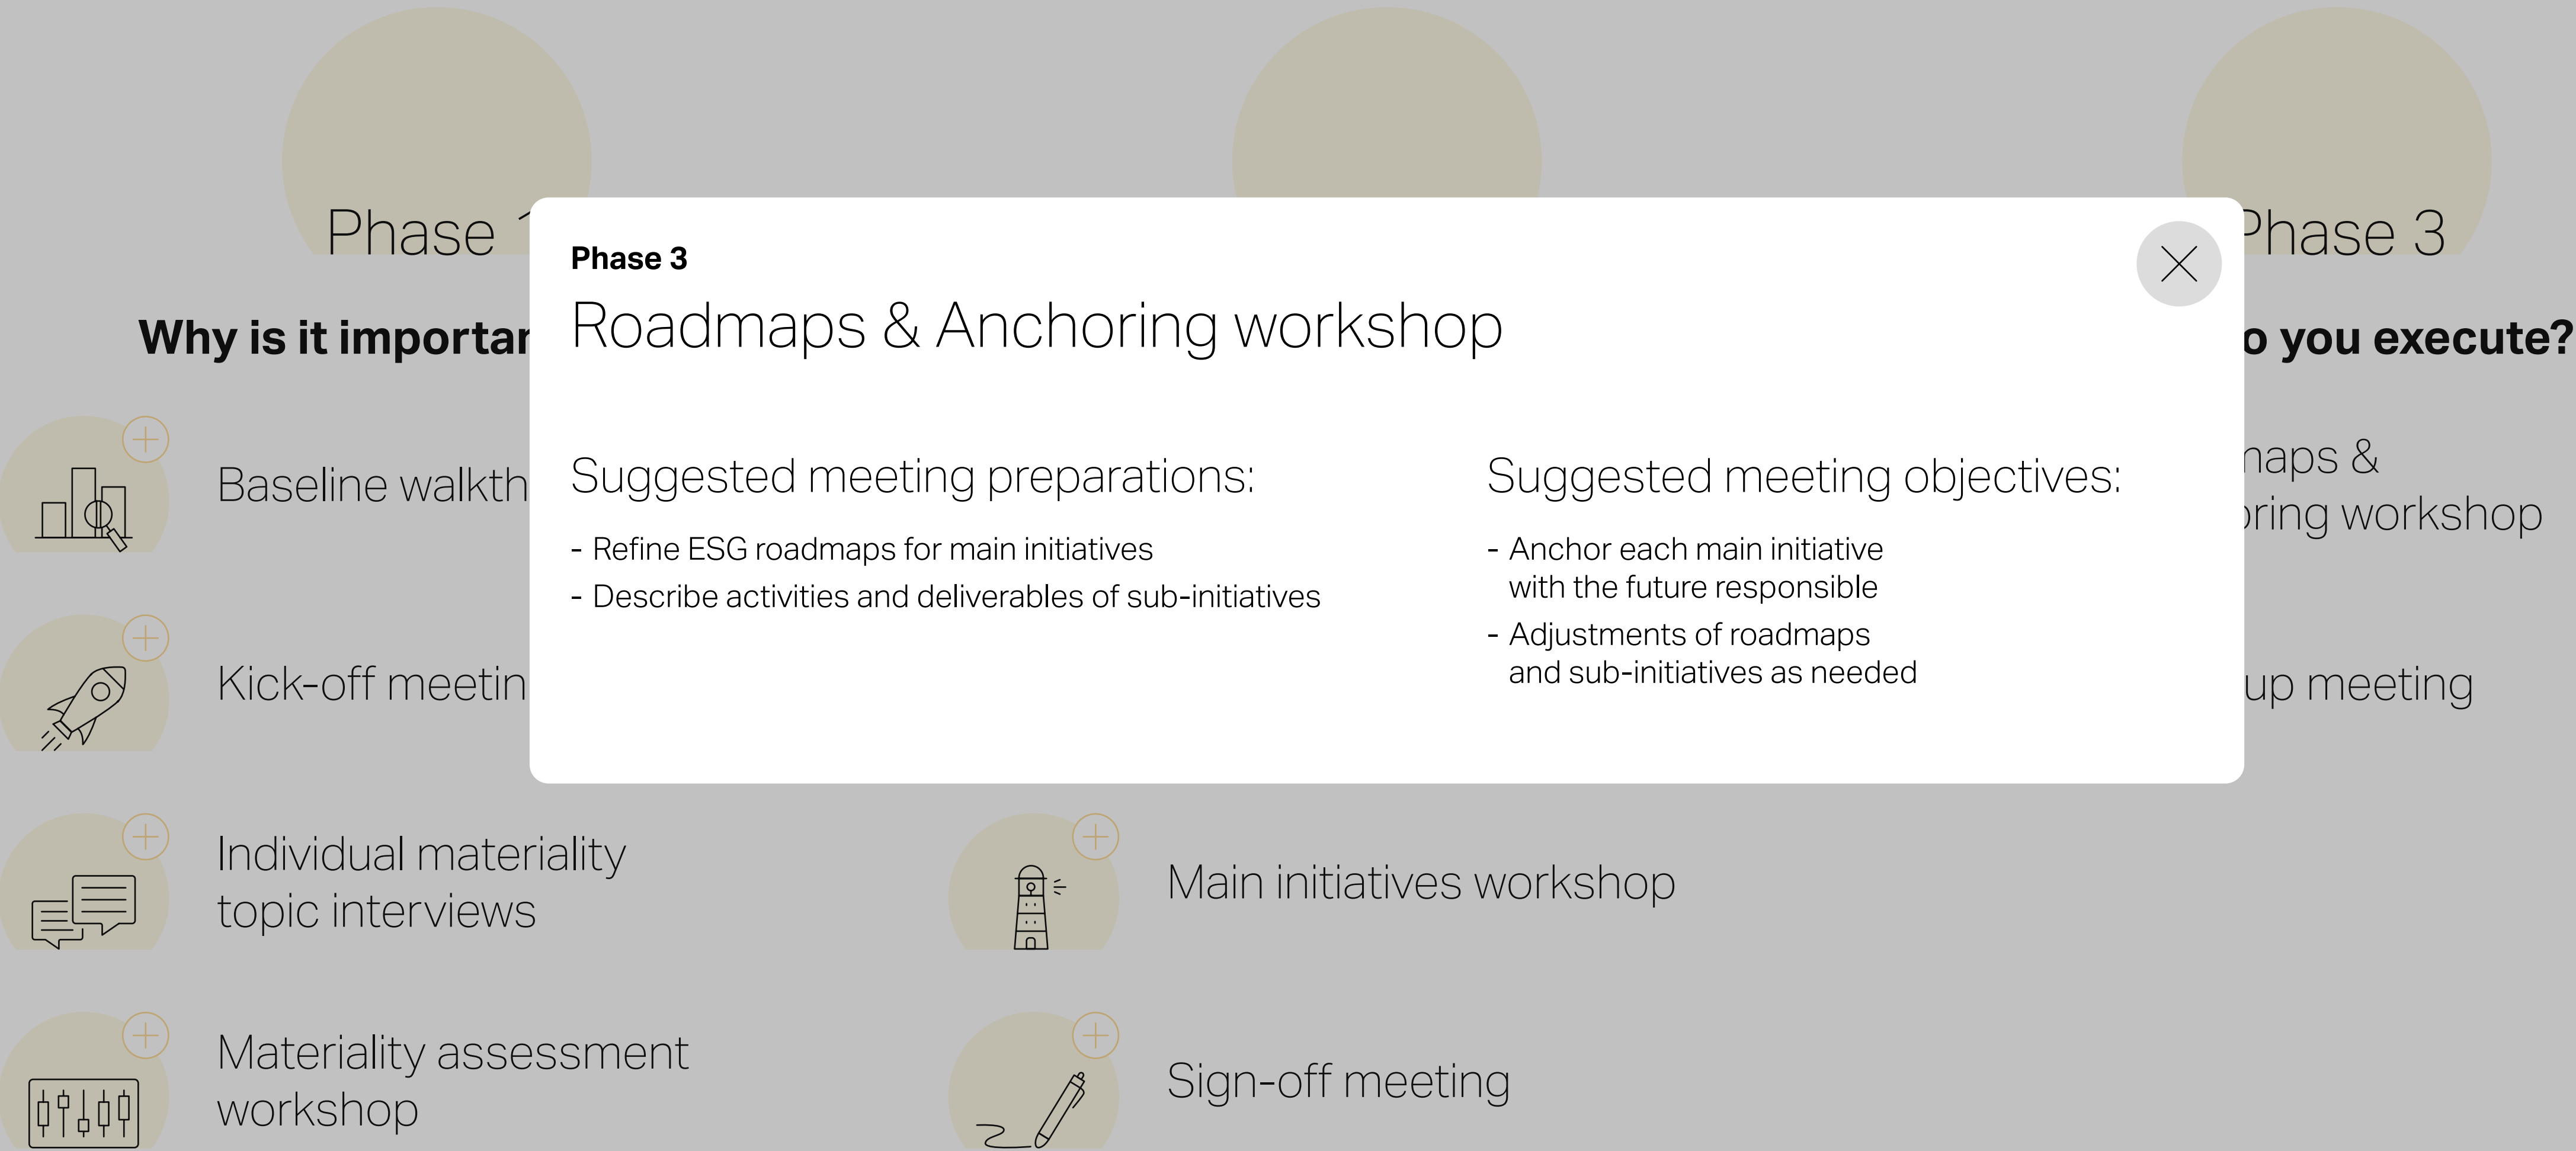 Phase
Phase 3
Why is it importan
o you execute?
Phase 3
Roadmaps & Anchoring workshop
Suggested meeting preparations:
- Refine ESG roadmaps for main initiatives
- Describe activities and deliverables of sub-initiatives
Suggested meeting objectives:
- Anchor each main initiative
with the future responsible
- Adjustments of roadmaps
and sub-initiatives as needed
Baseline walkth
Kick-off meetin
Individual materiality
topic interviews
Materiality assessment
workshop
Main initiatives workshop
Sign-off meeting
maps &
oring workshop
up meeting